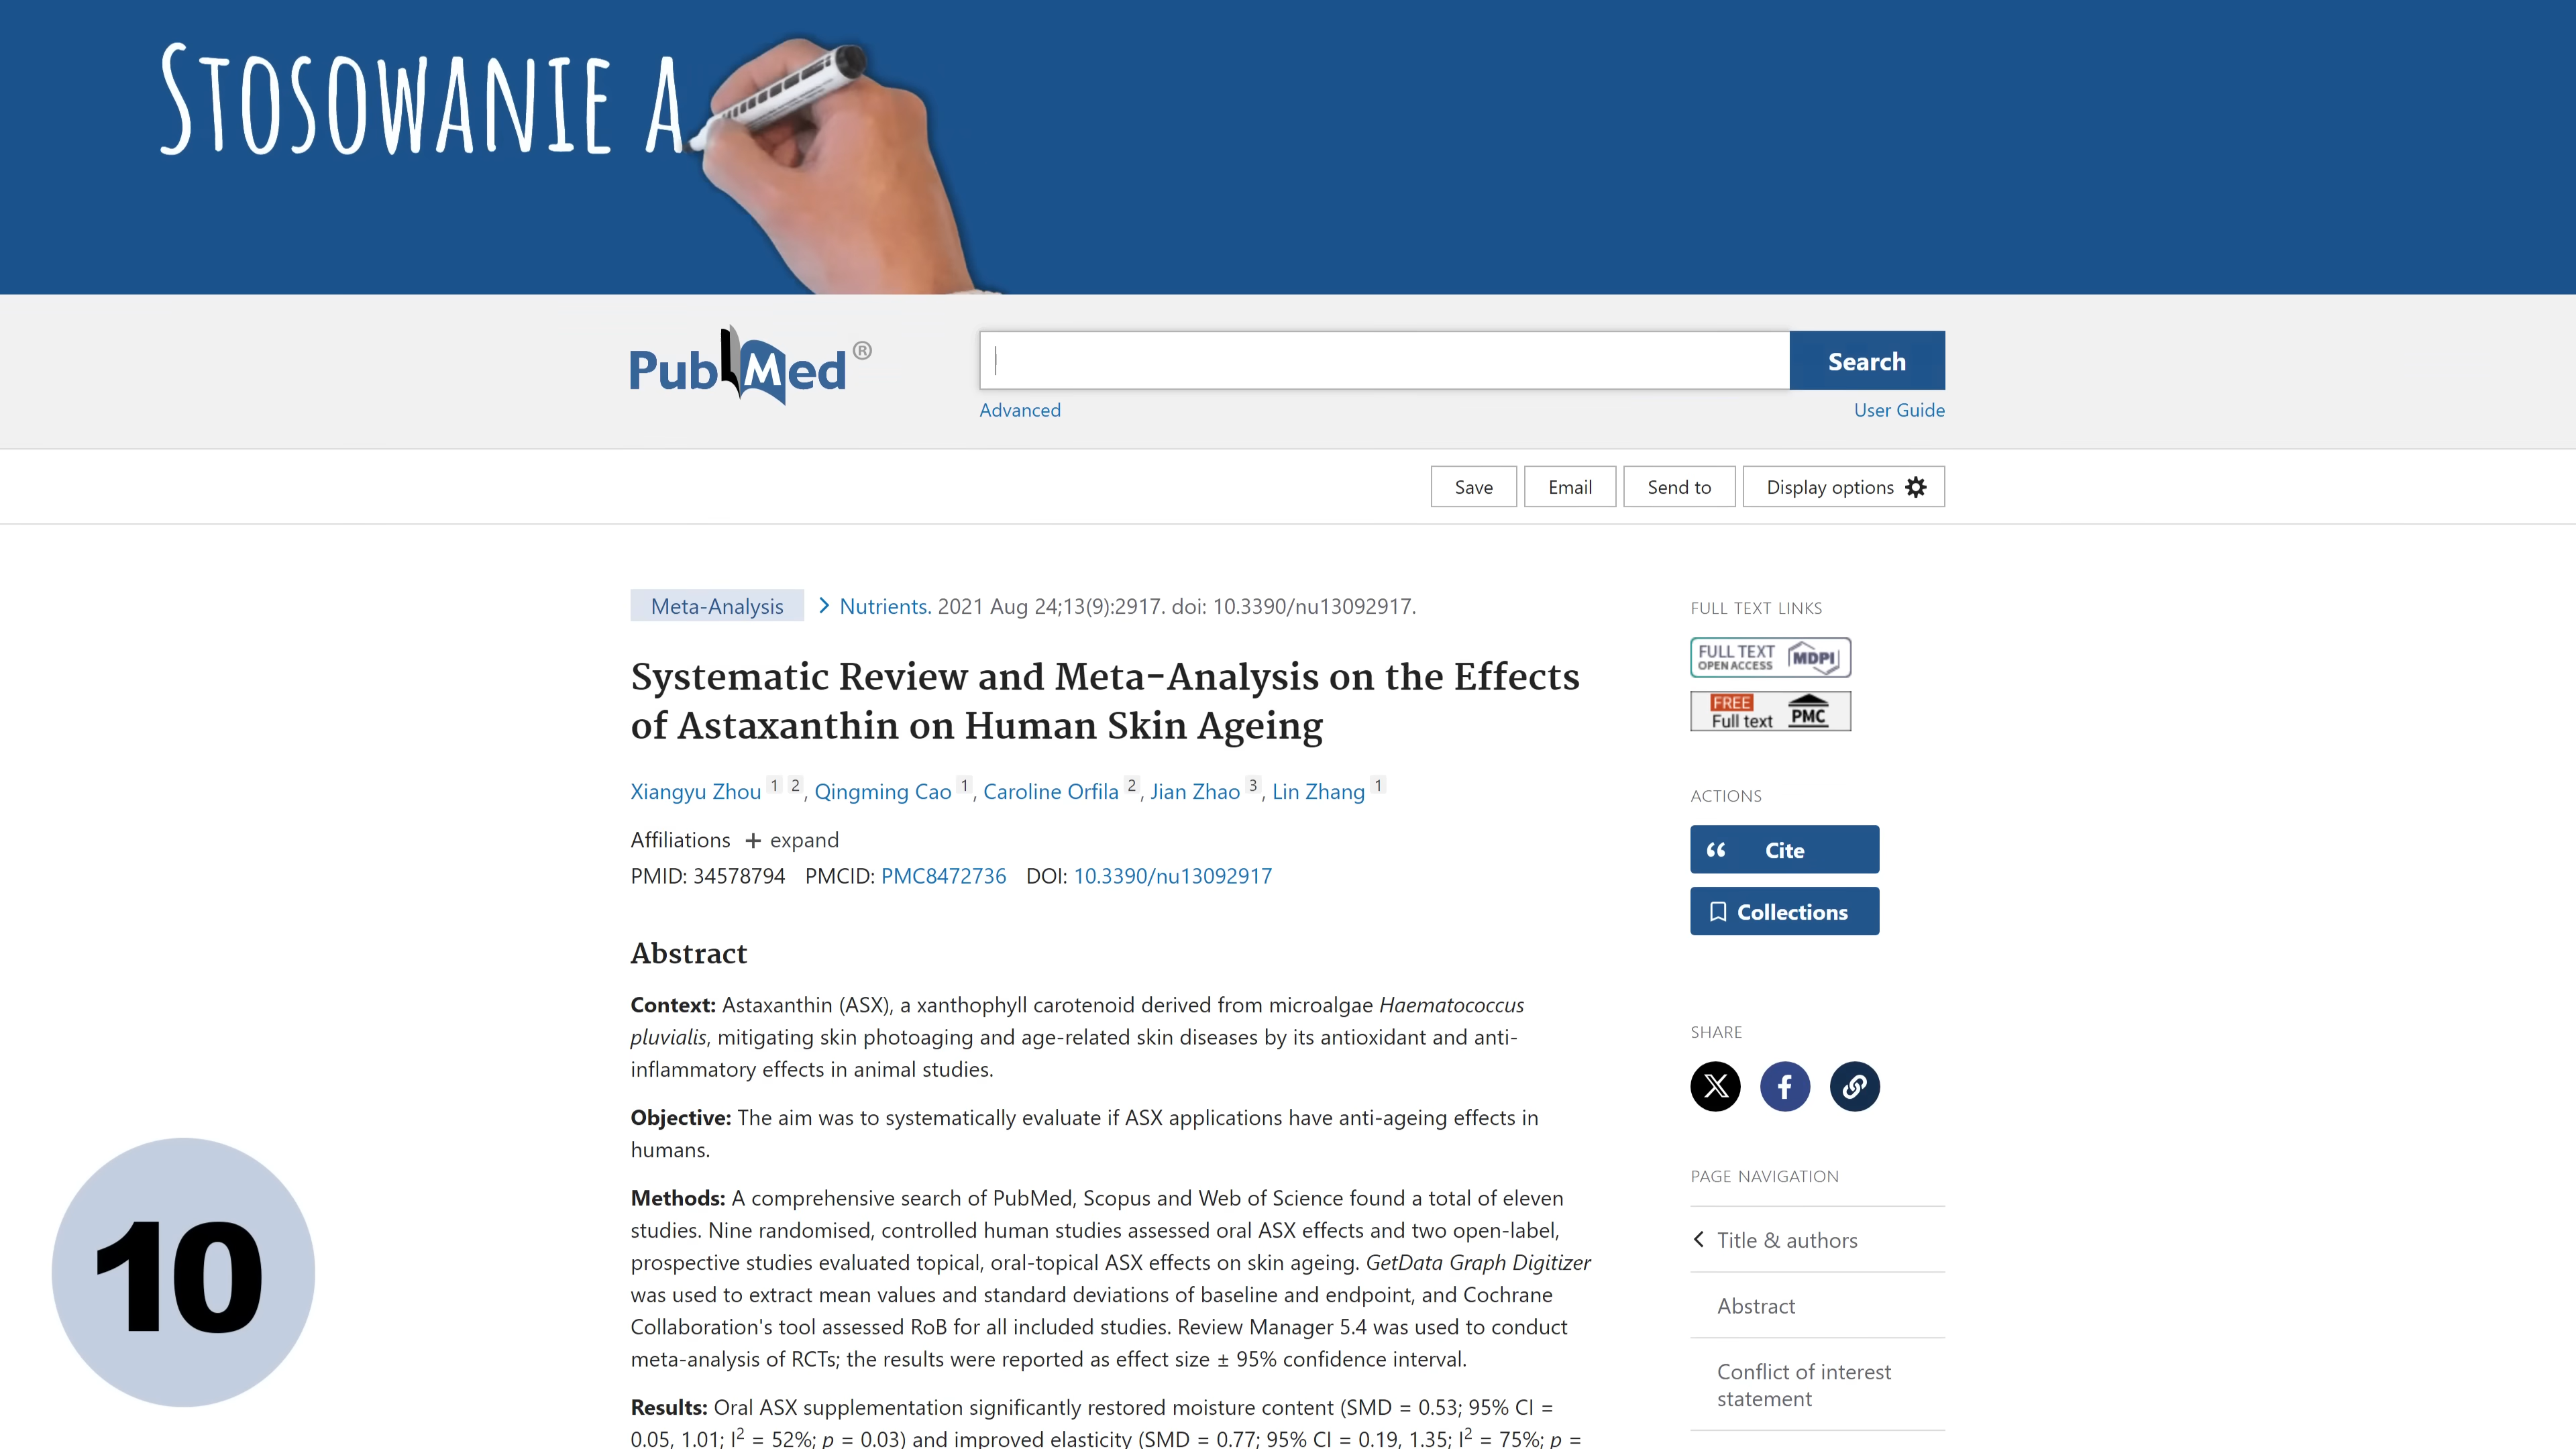 STOSOWANIE A
PubMed®
Search
Advanced
User Guide
Save
Email
Send to
Display options
Meta-Analysis
Nutrients. 2021 Aug 24;13(9):2917. doi: 10.3390/nu13092917.
Systematic Review and Meta-Analysis on the Effects
of Astaxanthin on Human Skin Ageing
Xiangyu Zhou 1 2, Qingming Cao 1, Caroline Orfila 2, Jian Zhao 3, Lin Zhang 1
Affiliations + expand
PMID: 34578794 PMCID: PMC8472736 DOI: 10.3390/nu13092917
Abstract
Context: Astaxanthin (ASX), a xanthophyll carotenoid derived from microalgae Haematococcus
pluvialis, mitigating skin photoaging and age-related skin diseases by its antioxidant and anti-
inflammatory effects in animal studies.
Objective: The aim was to systematically evaluate if ASX applications have anti-ageing effects in
humans.
Methods: A comprehensive search of PubMed, Scopus and Web of Science found a total of eleven
studies. Nine randomised, controlled human studies assessed oral ASX effects and two open-label,
prospective studies evaluated topical, oral-topical ASX effects on skin ageing. GetData Graph Digitizer
was used to extract mean values and standard deviations of baseline and endpoint, and Cochrane
Collaboration's tool assessed RoB for all included studies. Review Manager 5.4 was used to conduct
meta-analysis of RCTs; the results were reported as effect size ± 95% confidence interval.
Results: Oral ASX supplementation significantly restored moisture content (SMD = 0.53; 95% CI =
0.05, 1.01; I² = 52%; p = 0.03) and improved elasticity (SMD = 0.77; 95% CI = 0.19, 1.35; I² = 75%; p =
FULL TEXT LINKS
FULL TEXT
OPEN ACCESS
MDPI
FREE
Full text
PMC
ACTIONS
Cite
Collections
SHARE
PAGE NAVIGATION
Title & authors
Abstract
Conflict of interest
statement
10